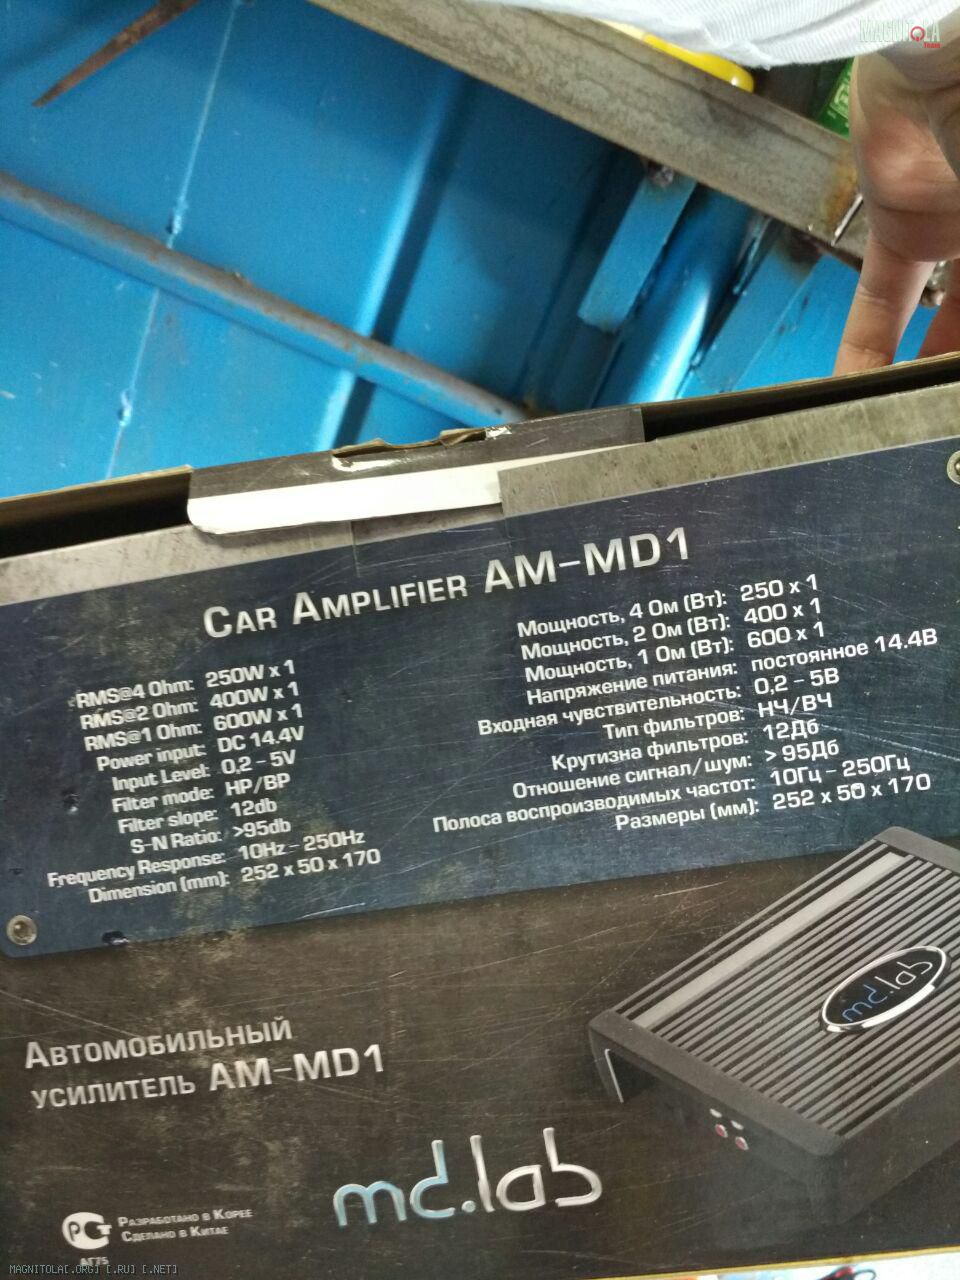 MAGNITOLA
Team
CAR AMPLIFIER AM-MD1
RMS@4 Ohm: 250W x 1
RMS@2 Ohm: 400W x 1
RMS@1 Ohm: 600W x 1
Power input: DC 14.4V
Input Level: 0,2 - 5V
Filter mode: HP/BP
Filter slope: 12db
S-N Ratio: >95db
Frequency Response: 10Hz - 250Hz
Dimension (mm): 252 x 50 x 170
Мощность, 4 Ом (Вт): 250 x 1
Мощность, 2 Ом (Вт): 400 x 1
Мощность, 1 Ом (Вт): 600 x 1
Напряжение питания: постоянное 14.4В
Входная чувствительность: 0,2 - 5В
Тип фильтров: НЧ/ВЧ
Крутизна фильтров: 12Дб
Отношение сигнал/шум: > 95Дб
Полоса воспроизводимых частот: 10Гц - 250Гц
Размеры (мм): 252 x 50 x 170
md.lab
АВТОМОБИЛЬНЫЙ
УСИЛИТЕЛЬ AM-MD1
md.lab
РСТ
РАЗРАБОТАНО В КОРЕЕ
СДЕЛАНО В КИТАЕ
АГ75
MAGNITOLA[.ORG] [.RU] [.NET]